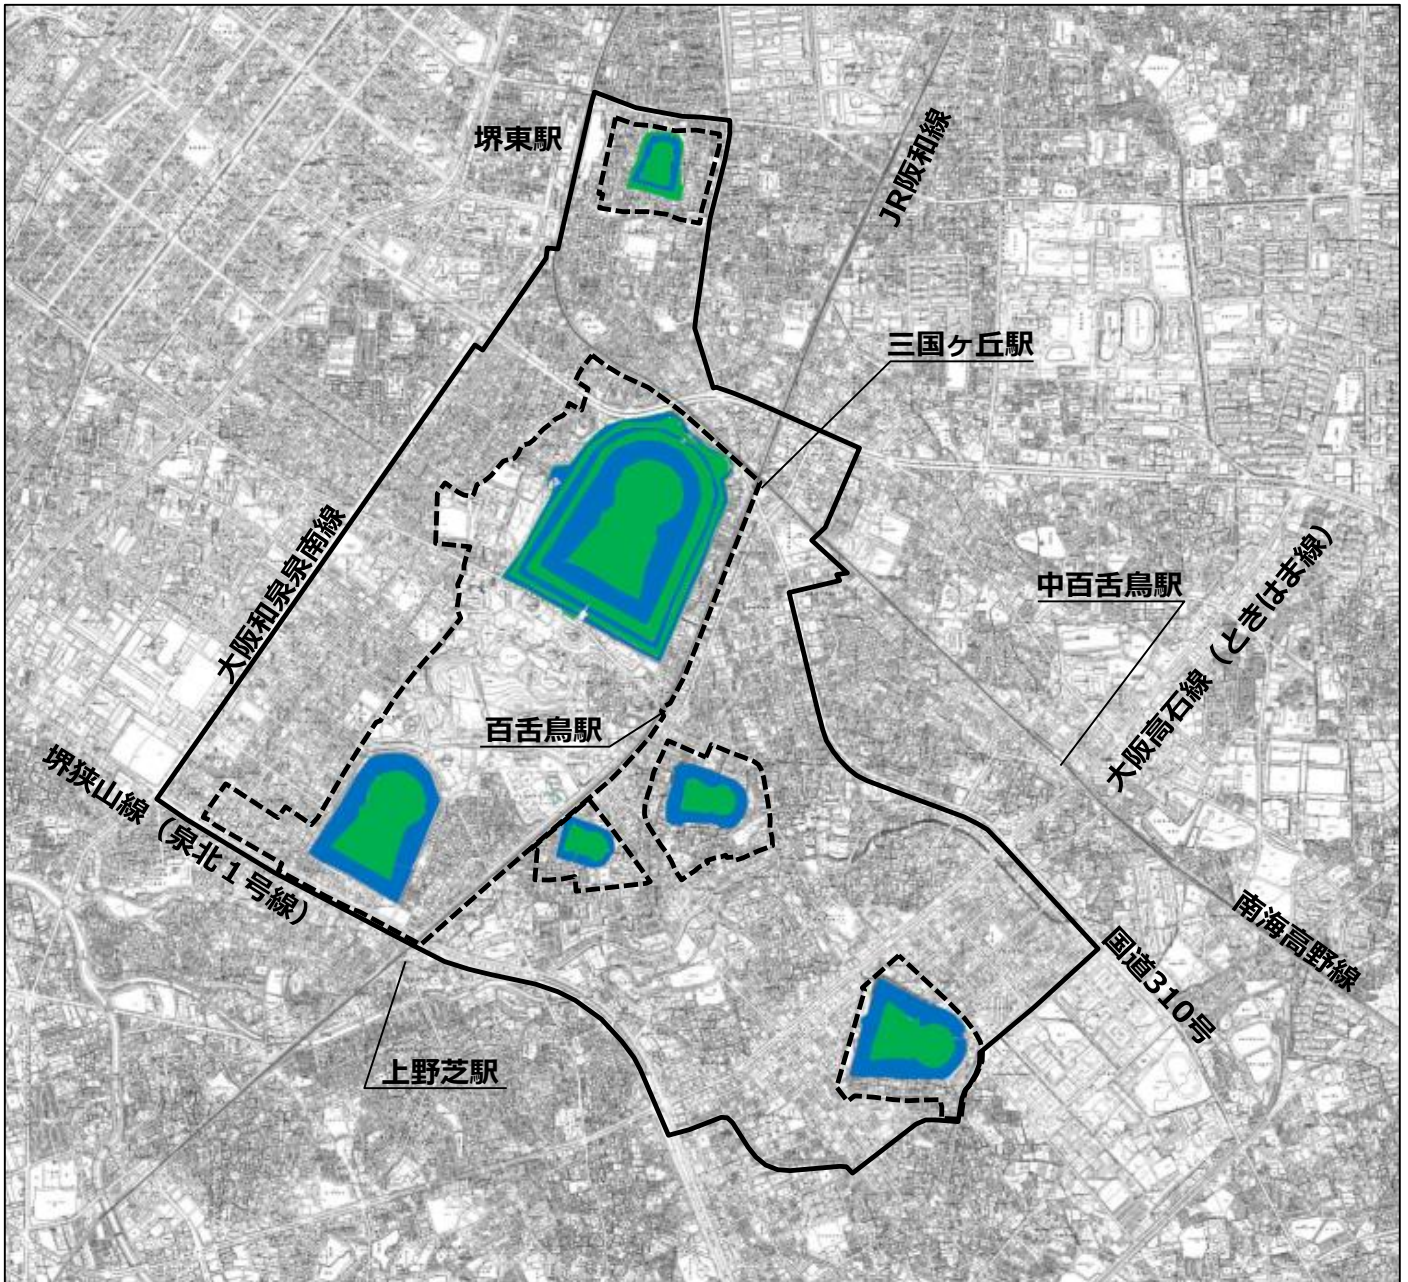 堺東駅
JR阪和線
三国ヶ丘駅
大阪和泉泉南線
中百舌鳥駅
大阪高石線（ときはま線）
百舌鳥駅
堺狭山線（泉北1号線）
南海高野線
国道310号
上野芝駅